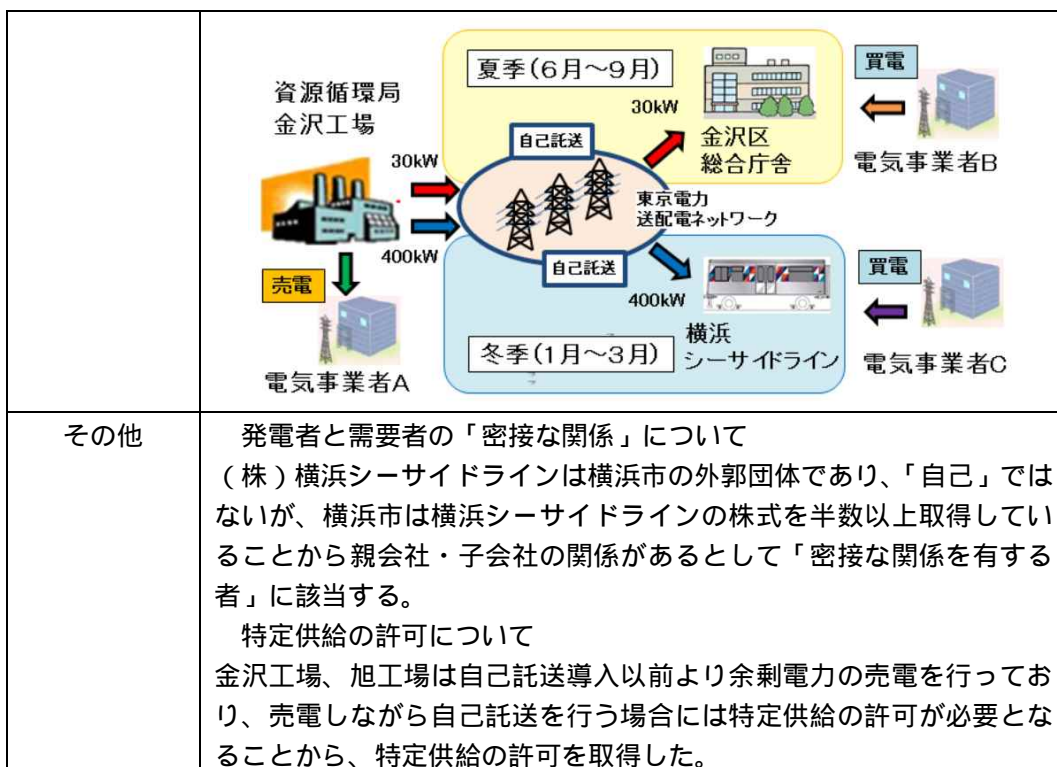 夏季(6月～9月)
買電
資源循環局
金沢工場
30kW
自己託送
金沢区
総合庁舎
電気事業者B
30kW
東京電力
送配電ネットワーク
400kW
自己託送
売電
400kW
買電
横浜
シーサイドライン
冬季(1月～3月)
電気事業者A
電気事業者C
その他
発電者と需要者の「密接な関係」について
（株）横浜シーサイドラインは横浜市の外郭団体であり、「自己」では
ないが、横浜市は横浜シーサイドラインの株式を半数以上取得してい
ることから親会社・子会社の関係があるとして「密接な関係を有する
者」に該当する。
特定供給の許可について
金沢工場、旭工場は自己託送導入以前より余剰電力の売電を行ってお
り、売電しながら自己託送を行う場合には特定供給の許可が必要とな
ることから、特定供給の許可を取得した。